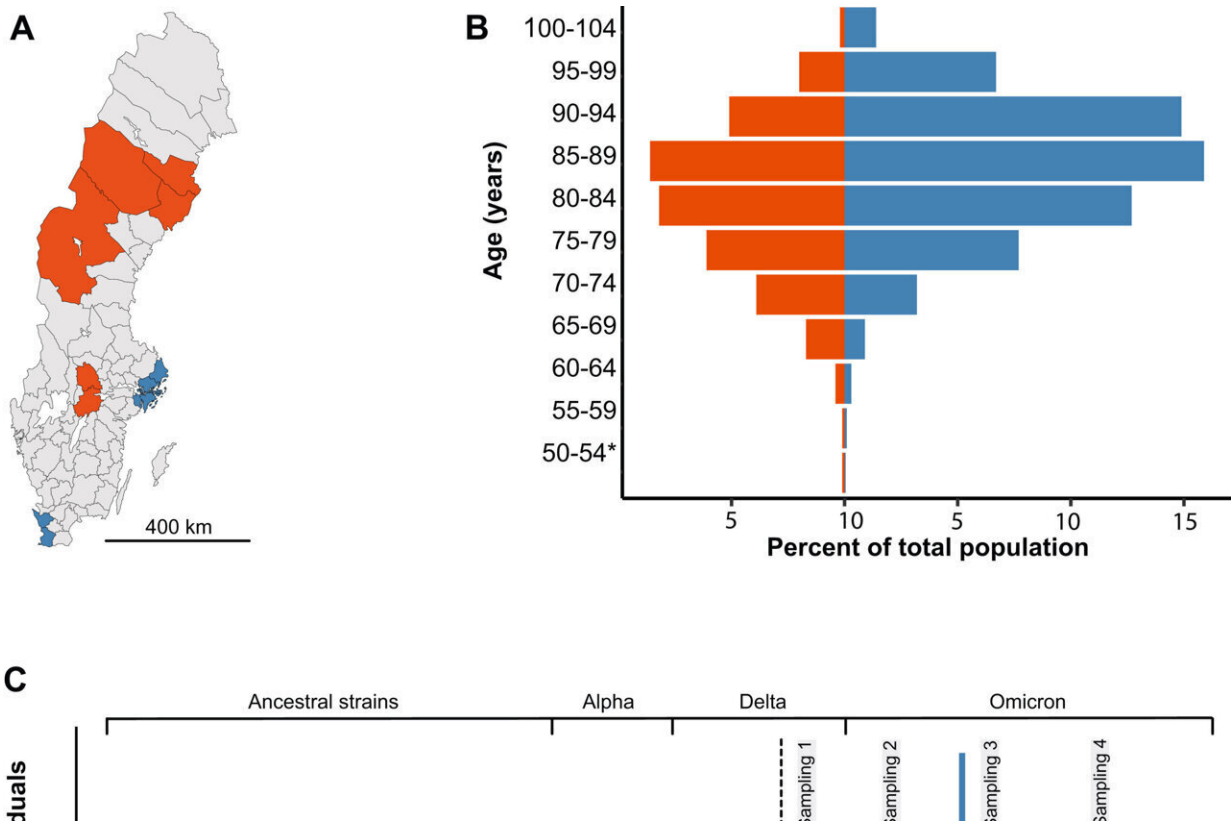 A
400 km
B
100-104
95-99
90-94
85-89
80-84
75-79
70-74
65-69
60-64
55-59
50-54*
Age (years)
5 10 5 10 15
Percent of total population
C
Ancestral strains Alpha Delta Omicron
duals
Sampling 1
Sampling 2
Sampling 3
Sampling 4